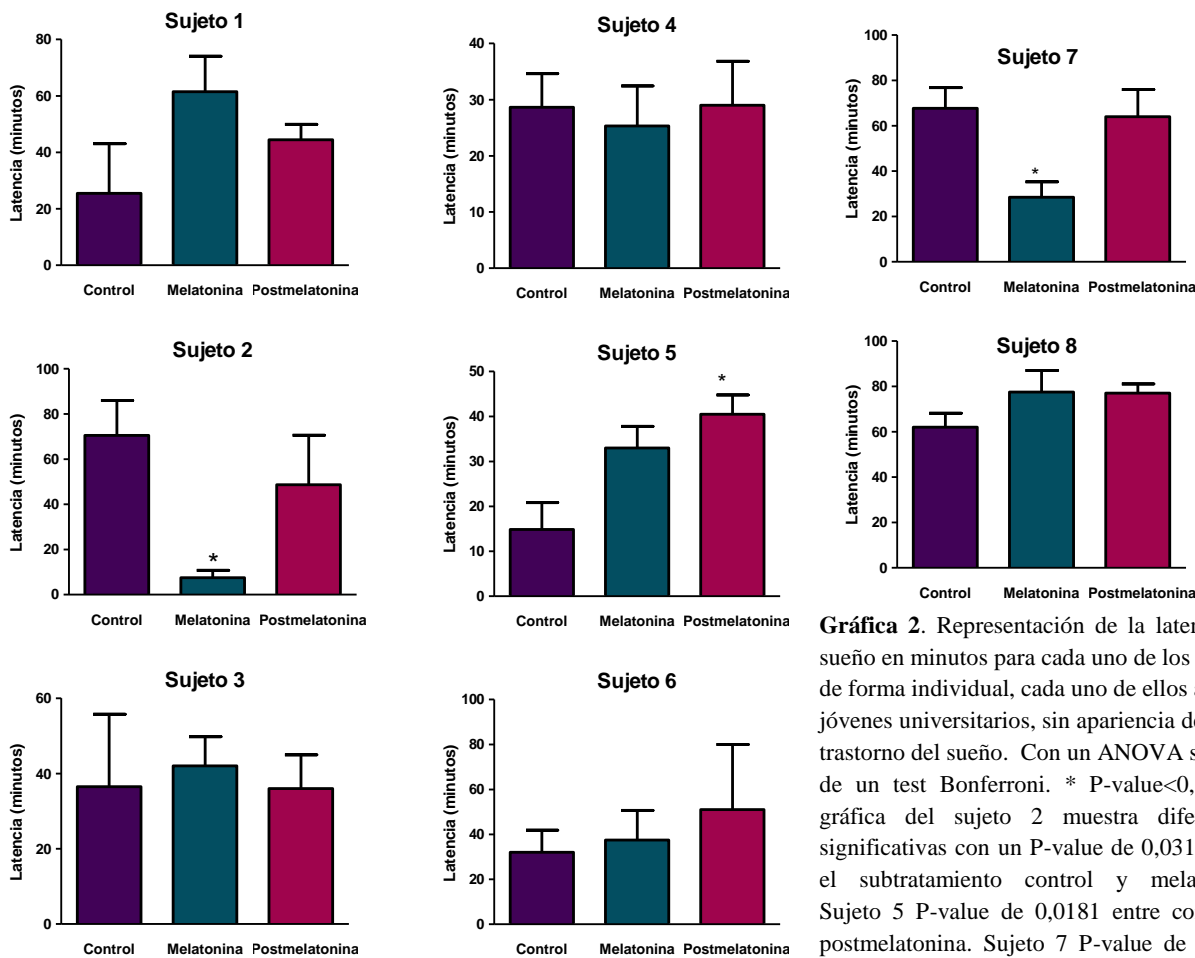 Sujeto 1
Latencia (minutos)
80
60
40
20
0
Control Melatonina Postmelatonina
Sujeto 2
Latencia (minutos)
100
80
60
40
20
0
*
Control Melatonina Postmelatonina
Sujeto 3
Latencia (minutos)
60
40
20
0
Control Melatonina Postmelatonina
Sujeto 4
Latencia (minutos)
40
30
20
10
0
Control Melatonina Postmelatonina
Sujeto 5
Latencia (minutos)
50
40
30
20
10
0
*
Control Melatonina Postmelatonina
Sujeto 6
Latencia (minutos)
100
80
60
40
20
0
Control Melatonina Postmelatonina
Sujeto 7
Latencia (minutos)
100
80
60
40
20
0
*
Control Melatonina Postmelatonina
Sujeto 8
Latencia (minutos)
100
80
60
40
20
0
Control Melatonina Postmelatonina
Gráfica 2. Representación de la laten
sueño en minutos para cada uno de los
de forma individual, cada uno de ellos
jóvenes universitarios, sin apariencia de
trastorno del sueño. Con un ANOVA s
de un test Bonferroni. * P-value<0,
gráfica del sujeto 2 muestra dife
significativas con un P-value de 0,031
el subtratamiento control y mela
Sujeto 5 P-value de 0,0181 entre co
postmelatonina. Sujeto 7 P-value de